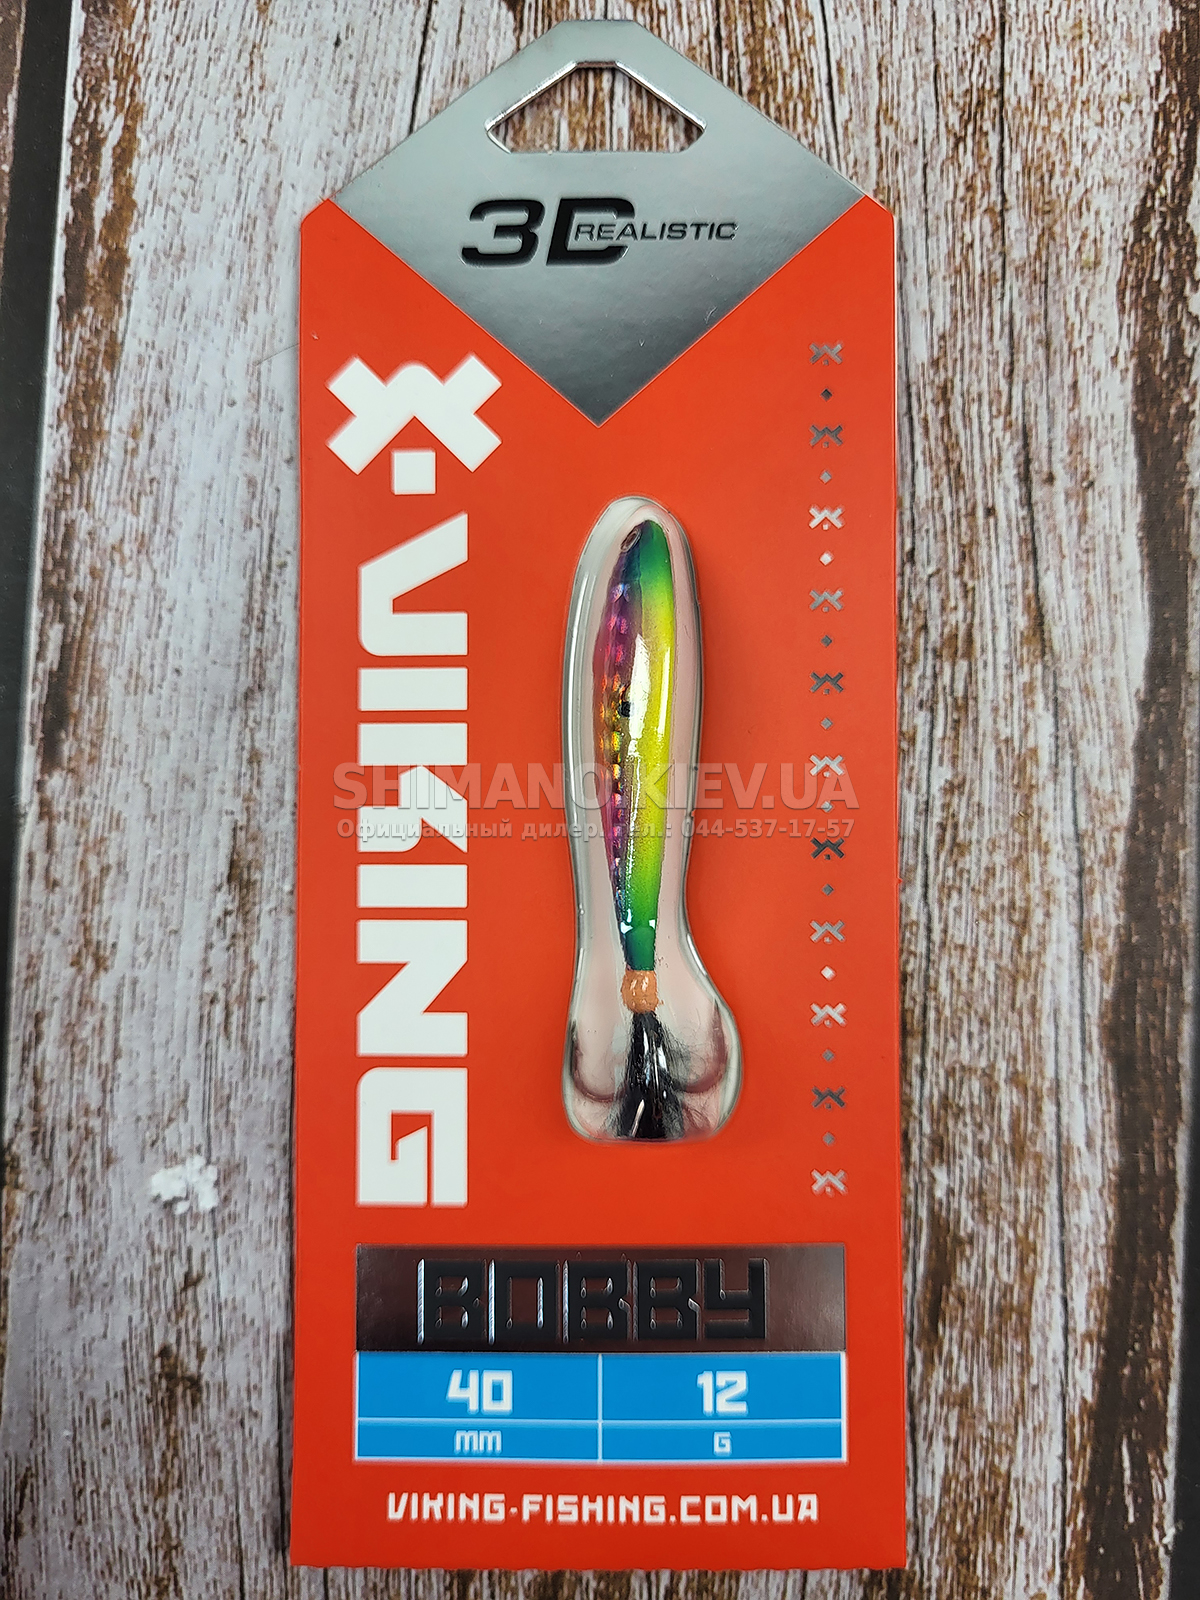 3D REALISTIC
VIKING
SHIMANO.KIEV.UA
Официальный дилер. тел.: 044-537-17-57
BOBBY
40 12
MM G
VIKING-FISHING.COM.UA